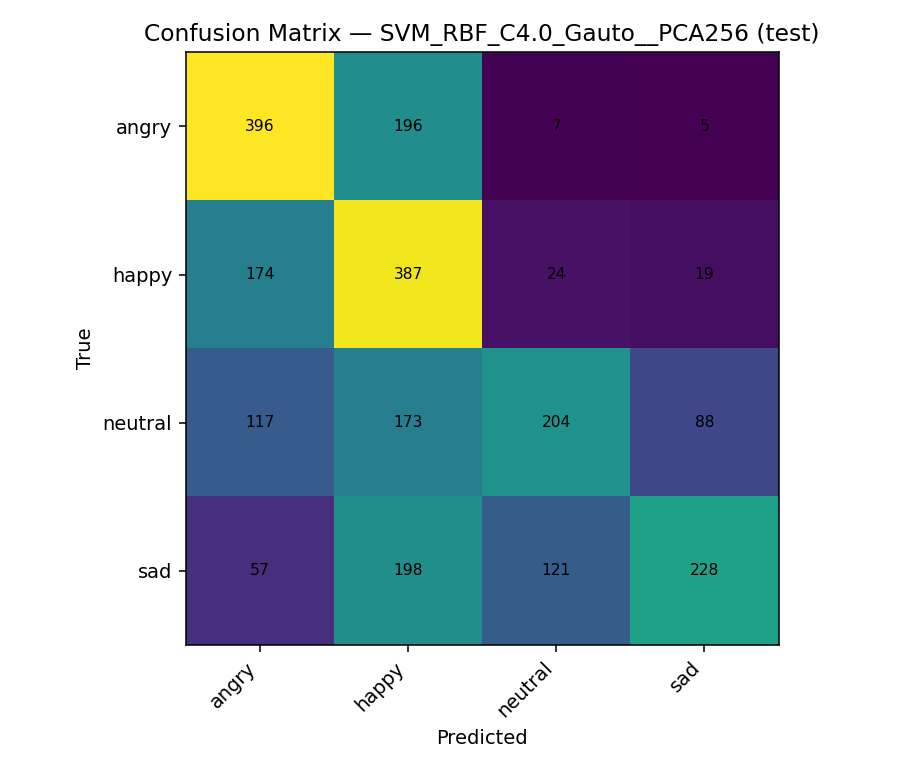 Confusion Matrix — SVM_RBF_C4.0_Gauto__PCA256 (test)
angry 396 196 7 5
happy 174 387 24 19
neutral 117 173 204 88
sad 57 198 121 228
True
angry happy neutral sad
Predicted